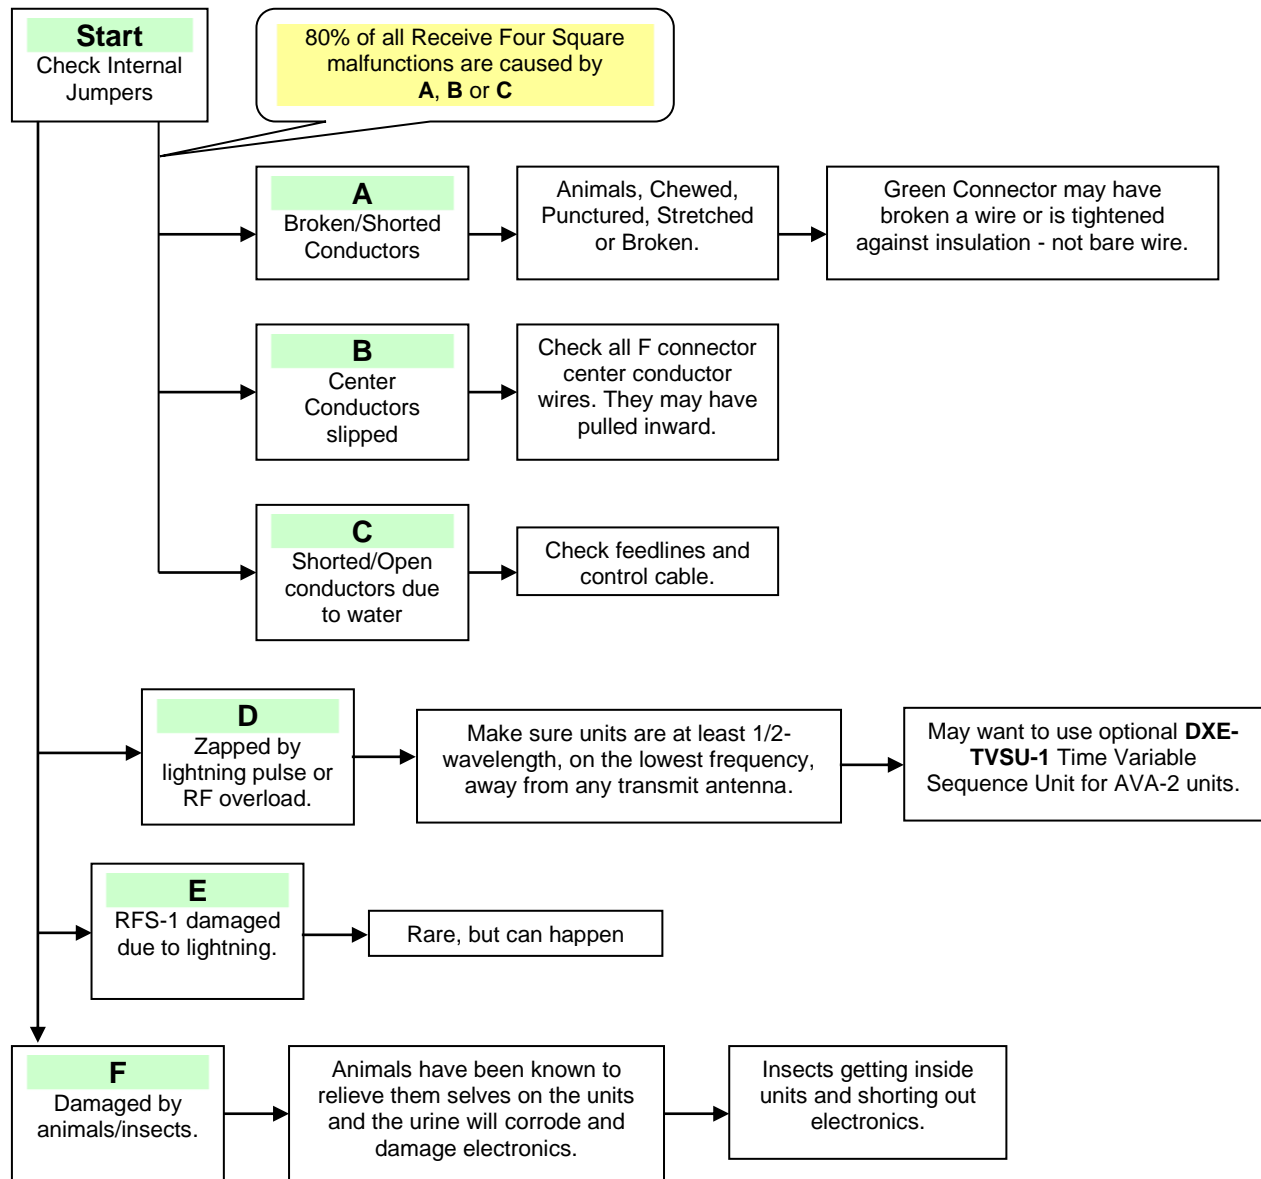 Start
Check Internal
Jumpers
80% of all Receive Four Square
malfunctions are caused by
A, B or C
A
Broken/Shorted
Conductors
Animals, Chewed,
Punctured, Stretched
or Broken.
Green Connector may have
broken a wire or is tightened
against insulation - not bare wire.
B
Center
Conductors
slipped
Check all F connector
center conductor
wires. They may have
pulled inward.
C
Shorted/Open
conductors due
to water
Check feedlines and
control cable.
D
Zapped by
lightning pulse or
RF overload.
Make sure units are at least 1/2-
wavelength, on the lowest frequency,
away from any transmit antenna.
May want to use optional DXE-
TVSU-1 Time Variable
Sequence Unit for AVA-2 units.
E
RFS-1 damaged
due to lightning.
Rare, but can happen
F
Damaged by
animals/insects.
Animals have been known to
relieve them selves on the units
and the urine will corrode and
damage electronics.
Insects getting inside
units and shorting out
electronics.